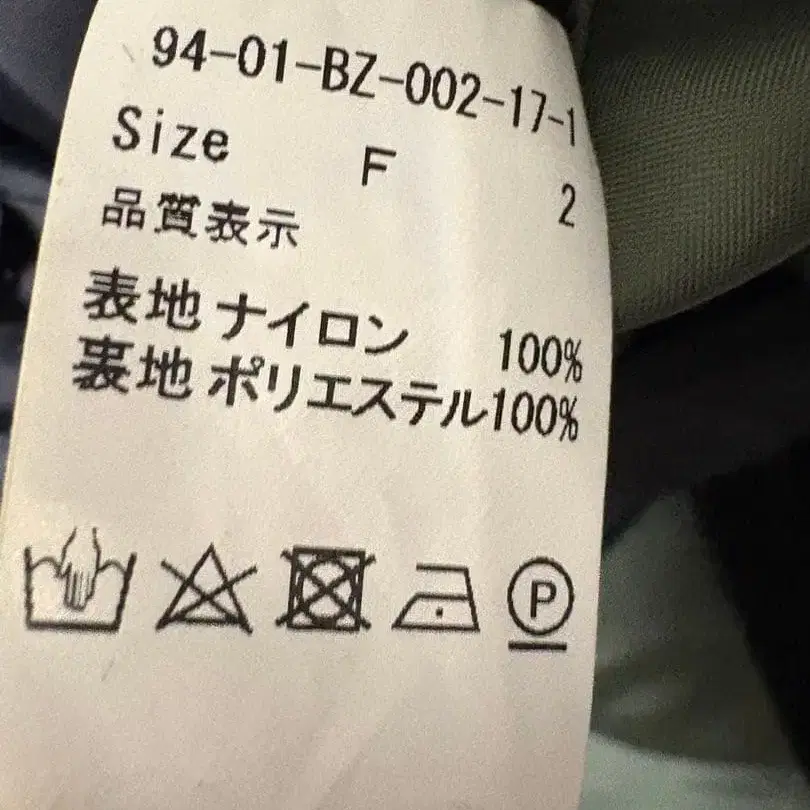 94-01-BZ-002-17-1
Size F 2
品質表示
表地 ナイロン 100%
裏地 ポリエステル100%
P